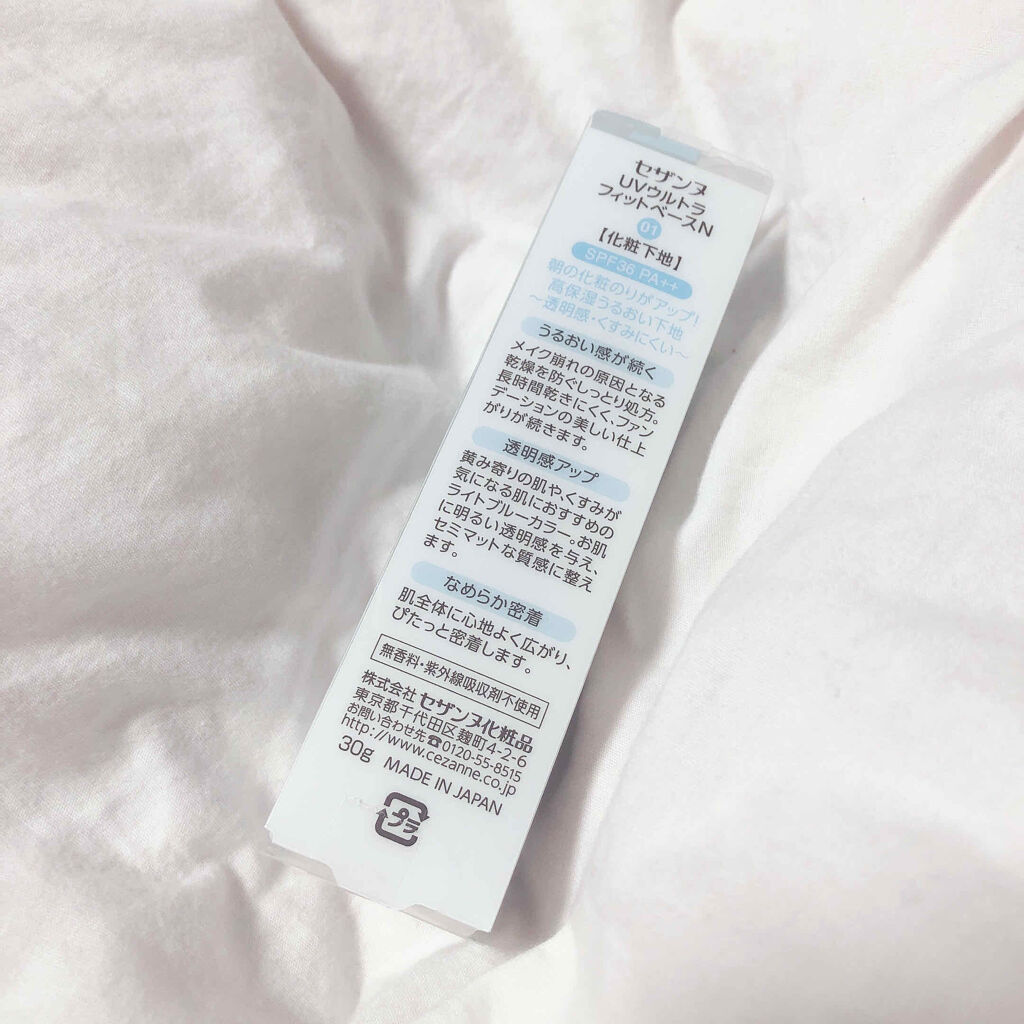 セザンヌ
UVウルトラ
フィットベースN
01
【化粧下地】
SPF36 PA++
朝の化粧のりがアップ!
高保湿うるおい下地
～透明感・くすみにくい～
うるおい感が続く
メイク崩れの原因となる
乾燥を防ぐしっとり処方。
長時間乾きにくく、ファン
デーションの美しい仕上
がりが続きます。
透明感アップ
黄み寄りの肌や、くすみが
気になる肌におすすめの
ライトブルーカラー。お肌
に明るい透明感を与え、
セミマットな質感に整え
ます。
なめらか密着
肌全体に心地よく広がり、
ぴたっと密着します。
無香料・紫外線吸収剤不使用
株式会社 セザンヌ化粧品
東京都千代田区麹町4-2-6
お問い合わせ先☎0120-55-8515
http://www.cezanne.co.jp
30g MADE IN JAPAN
プラ